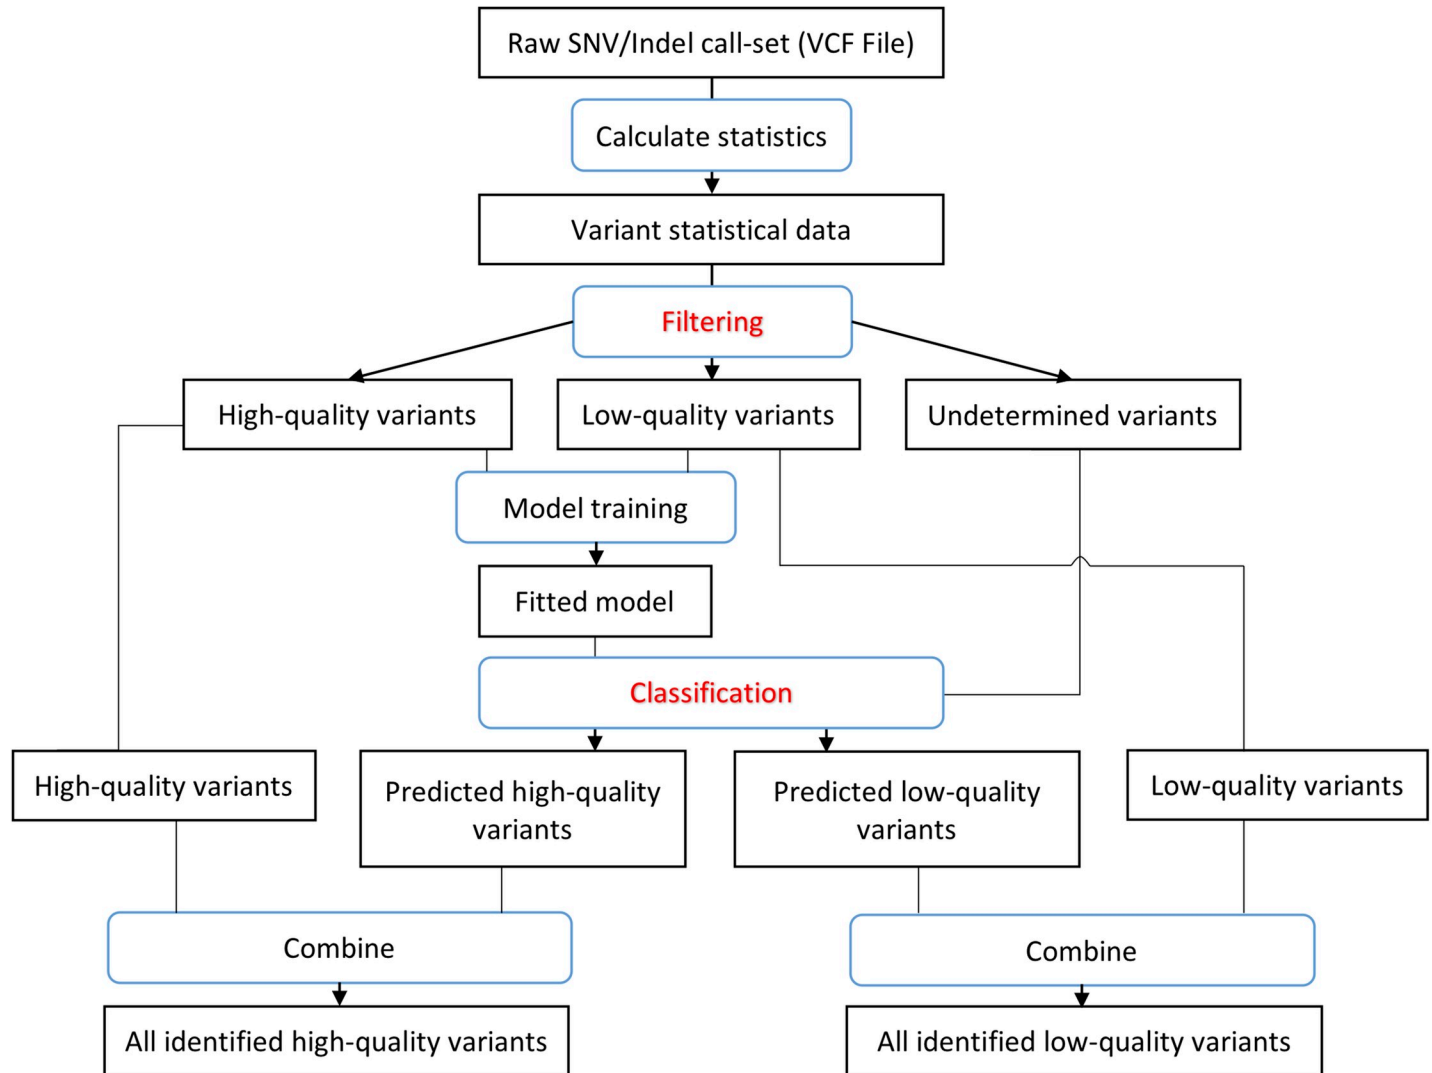 Raw SNV/Indel call-set (VCF File)
Calculate statistics
Variant statistical data
Filtering
High-quality variants
Low-quality variants
Undetermined variants
Model training
Fitted model
Classification
High-quality variants
Predicted high-quality
variants
Predicted low-quality
variants
Low-quality variants
Combine
Combine
All identified high-quality variants
All identified low-quality variants